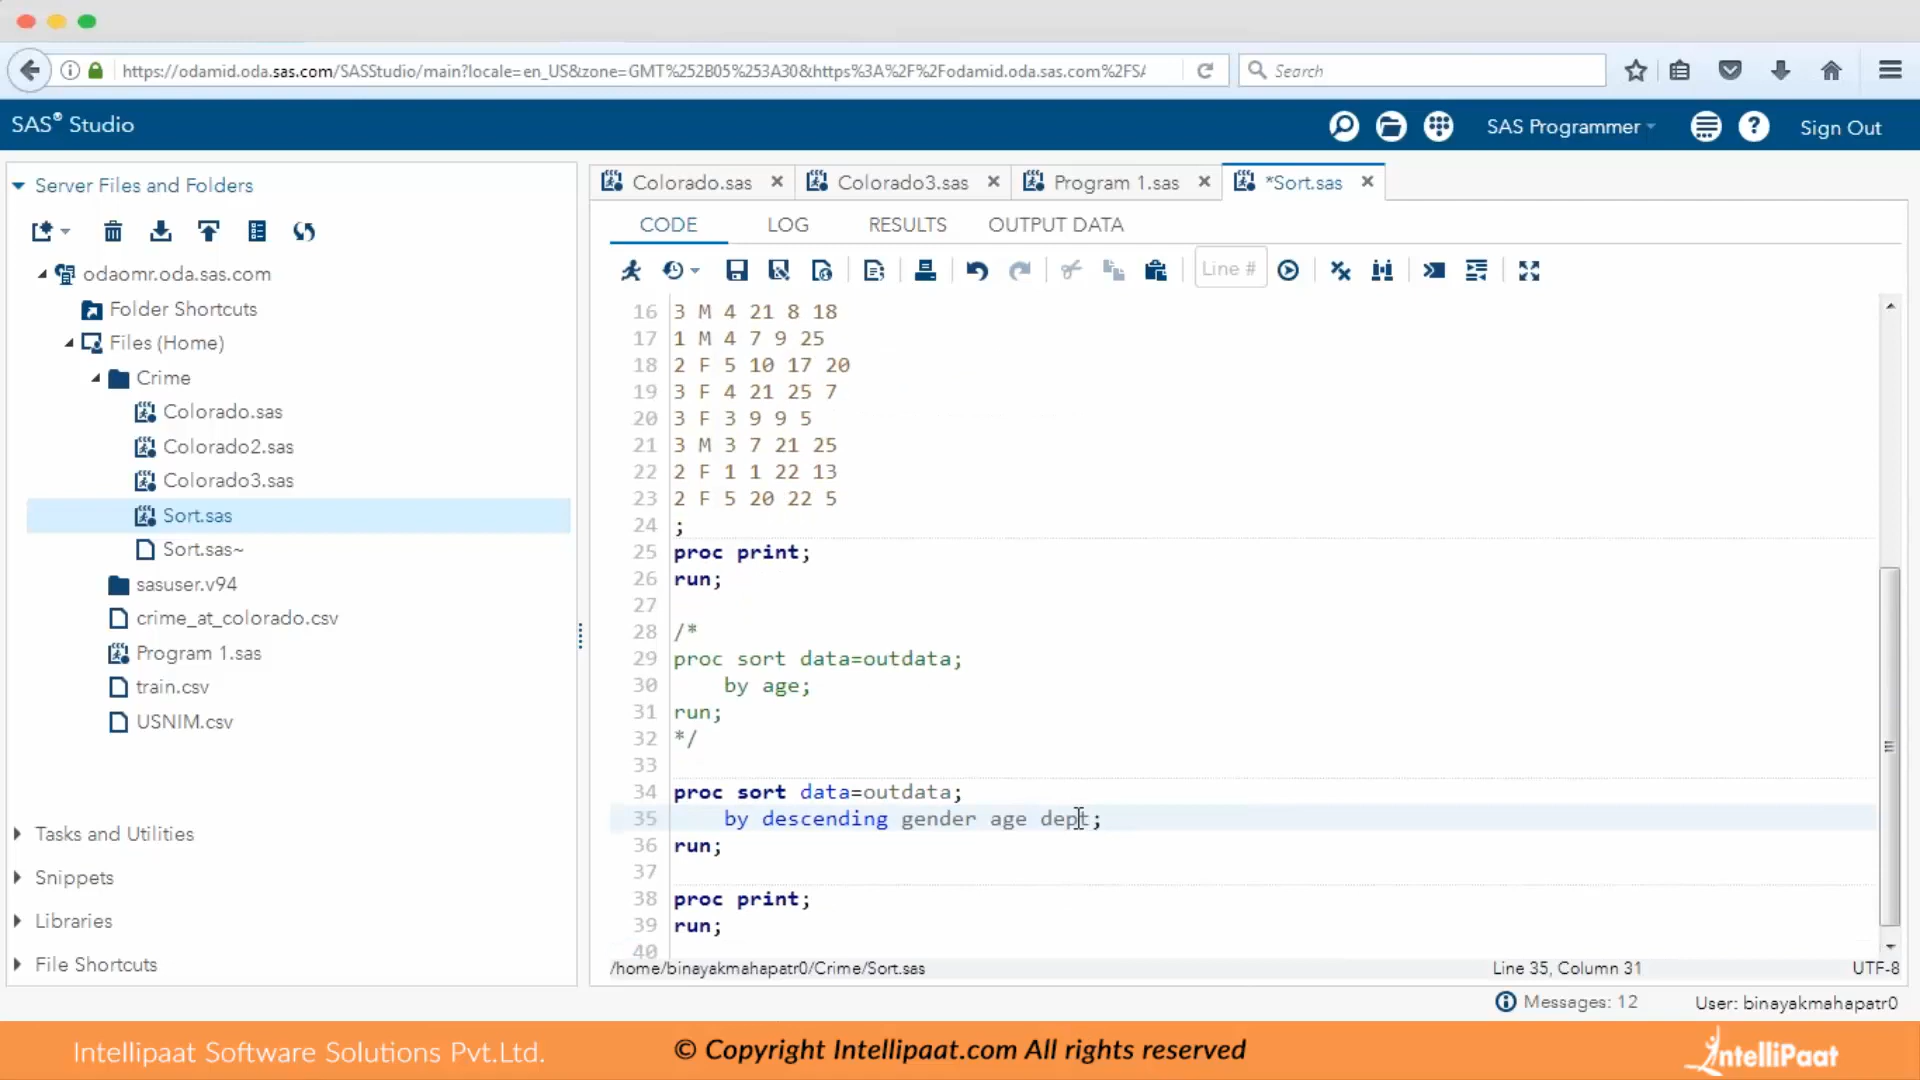 https://odamid.oda.sas.com/SASStudio/main?locale=en_US&zone=GMT%252B05%253A30&https%3A%2F%2Fodamid.oda.sas.com%2FS
Search
SAS® Studio
SAS Programmer
Sign Out
Server Files and Folders
odaomr.oda.sas.com
Folder Shortcuts
Files (Home)
Crime
Colorado.sas
Colorado2.sas
Colorado3.sas
Sort.sas
Sort.sas~
sasuser.v94
crime_at_colorado.csv
Program 1.sas
train.csv
USNIM.csv
Tasks and Utilities
Snippets
Libraries
File Shortcuts
Colorado.sas
Colorado3.sas
Program 1.sas
*Sort.sas
CODE
LOG
RESULTS
OUTPUT DATA
Line #
16 3 M 4 21 8 18
17 1 M 4 7 9 25
18 2 F 5 10 17 20
19 3 F 4 21 25 7
20 3 F 3 9 9 5
21 3 M 3 7 21 25
22 2 F 1 1 22 13
23 2 F 5 20 22 5
24 ;
25 proc print;
26 run;
27
28 /*
29 proc sort data=outdata;
30 by age;
31 run;
32 */
33
34 proc sort data=outdata;
35 by descending gender age dept;
36 run;
37
38 proc print;
39 run;
40
/home/binayakmahapatr0/Crime/Sort.sas
Line 35, Column 31
UTF-8
Messages: 12
User: binayakmahapatr0
Intellipaat Software Solutions Pvt.Ltd.
© Copyright Intellipaat.com All rights reserved
IntelliPaat